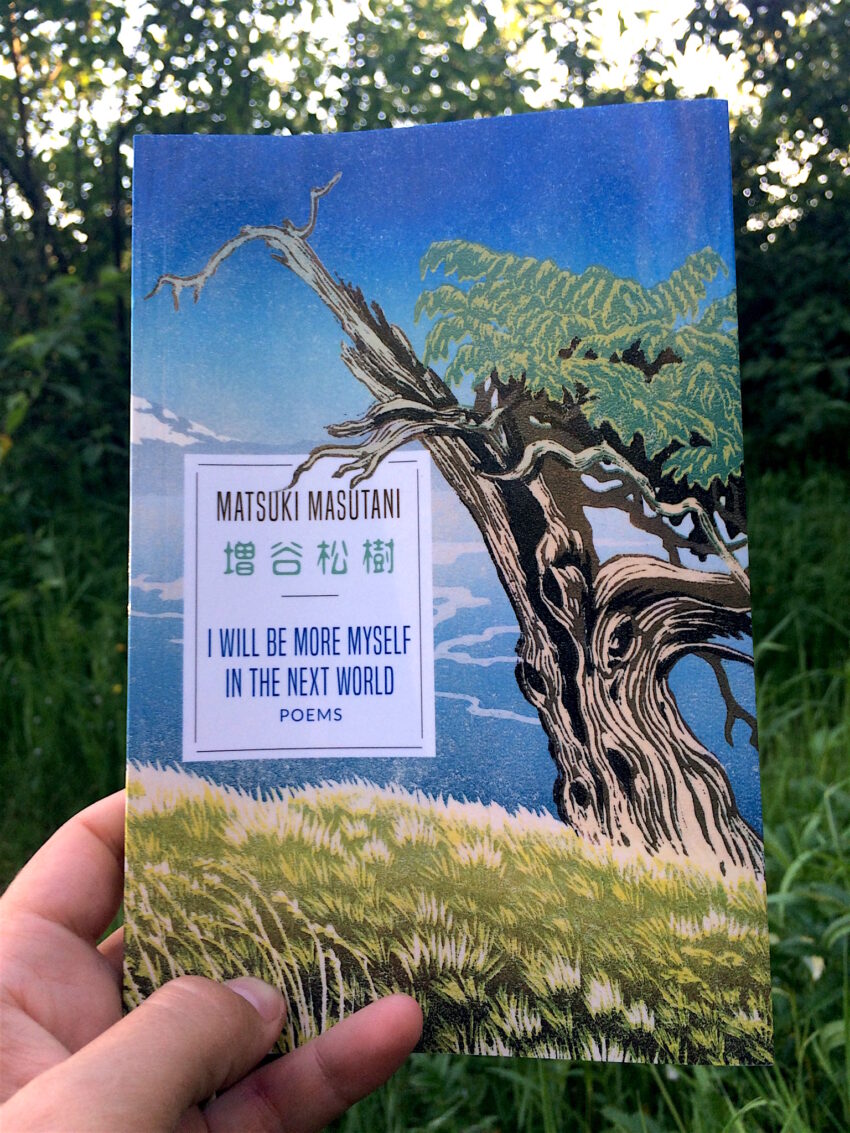 MATSUKI MASUTANI
増谷松樹
I WILL BE MORE MYSELF
IN THE NEXT WORLD
POEMS